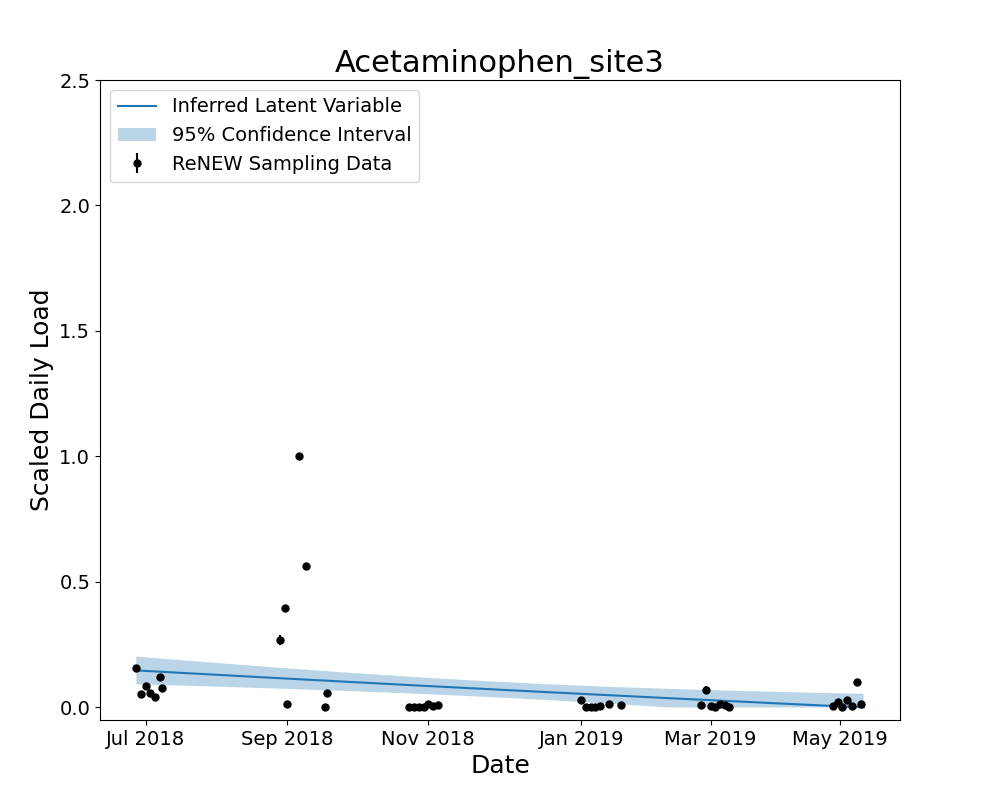 Acetaminophen_site3
Inferred Latent Variable
95% Confidence Interval
ReNEW Sampling Data
Scaled Daily Load
2.5
2.0
1.5
1.0
0.5
0.0
Jul 2018 Sep 2018 Nov 2018 Jan 2019 Mar 2019 May 2019
Date